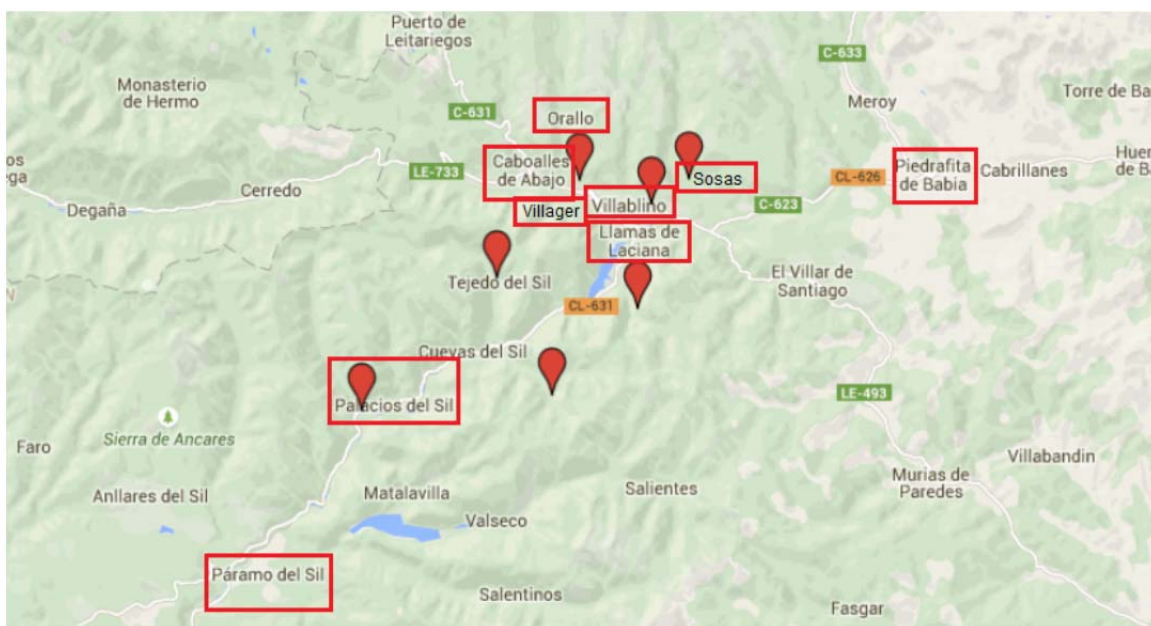 Puerto de
Leitariegos
C-633
Monasterio
de Hermo
Torre de Ba
Meroy
C-631
Orallo
Caboalles
de Abajo
LE-733
Piedrafita
de Babia
Cabrillanes
Huer
de B
os
ega
Cerredo
Sosas
CL-626
Degaña
Villager
Villablino
C-623
Llamas de
Laciana
Tejedo del Sil
El Villar de
Santiago
CL-631
Cuevas del Sil
LE-493
Palacios del Sil
Sierra de Ancares
Faro
Villabandin
Murias de
Paredes
Anllares del Sil
Matalavilla
Salientes
Valseco
Páramo del Sil
Salentinos
Fasgar